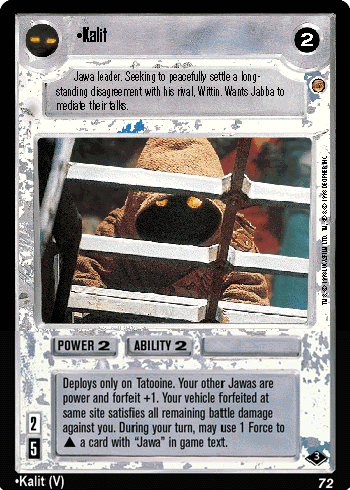 •Kalit
2
Jawa leader. Seeking to peacefully settle a long-
standing disagreement with his rival, Wittin. Wants Jabba to
mediate their talls.
POWER 2
ABILITY 2
Deploys only on Tatooine. Your other Jawas are
power and forfeit +1. Your vehicle forfeited at
same site satisfies all remaining battle
damage against you. During your turn, may use 1 Force to
▲ a card with “Jawa” in game text.
2
5
3
•Kalit (V)
72